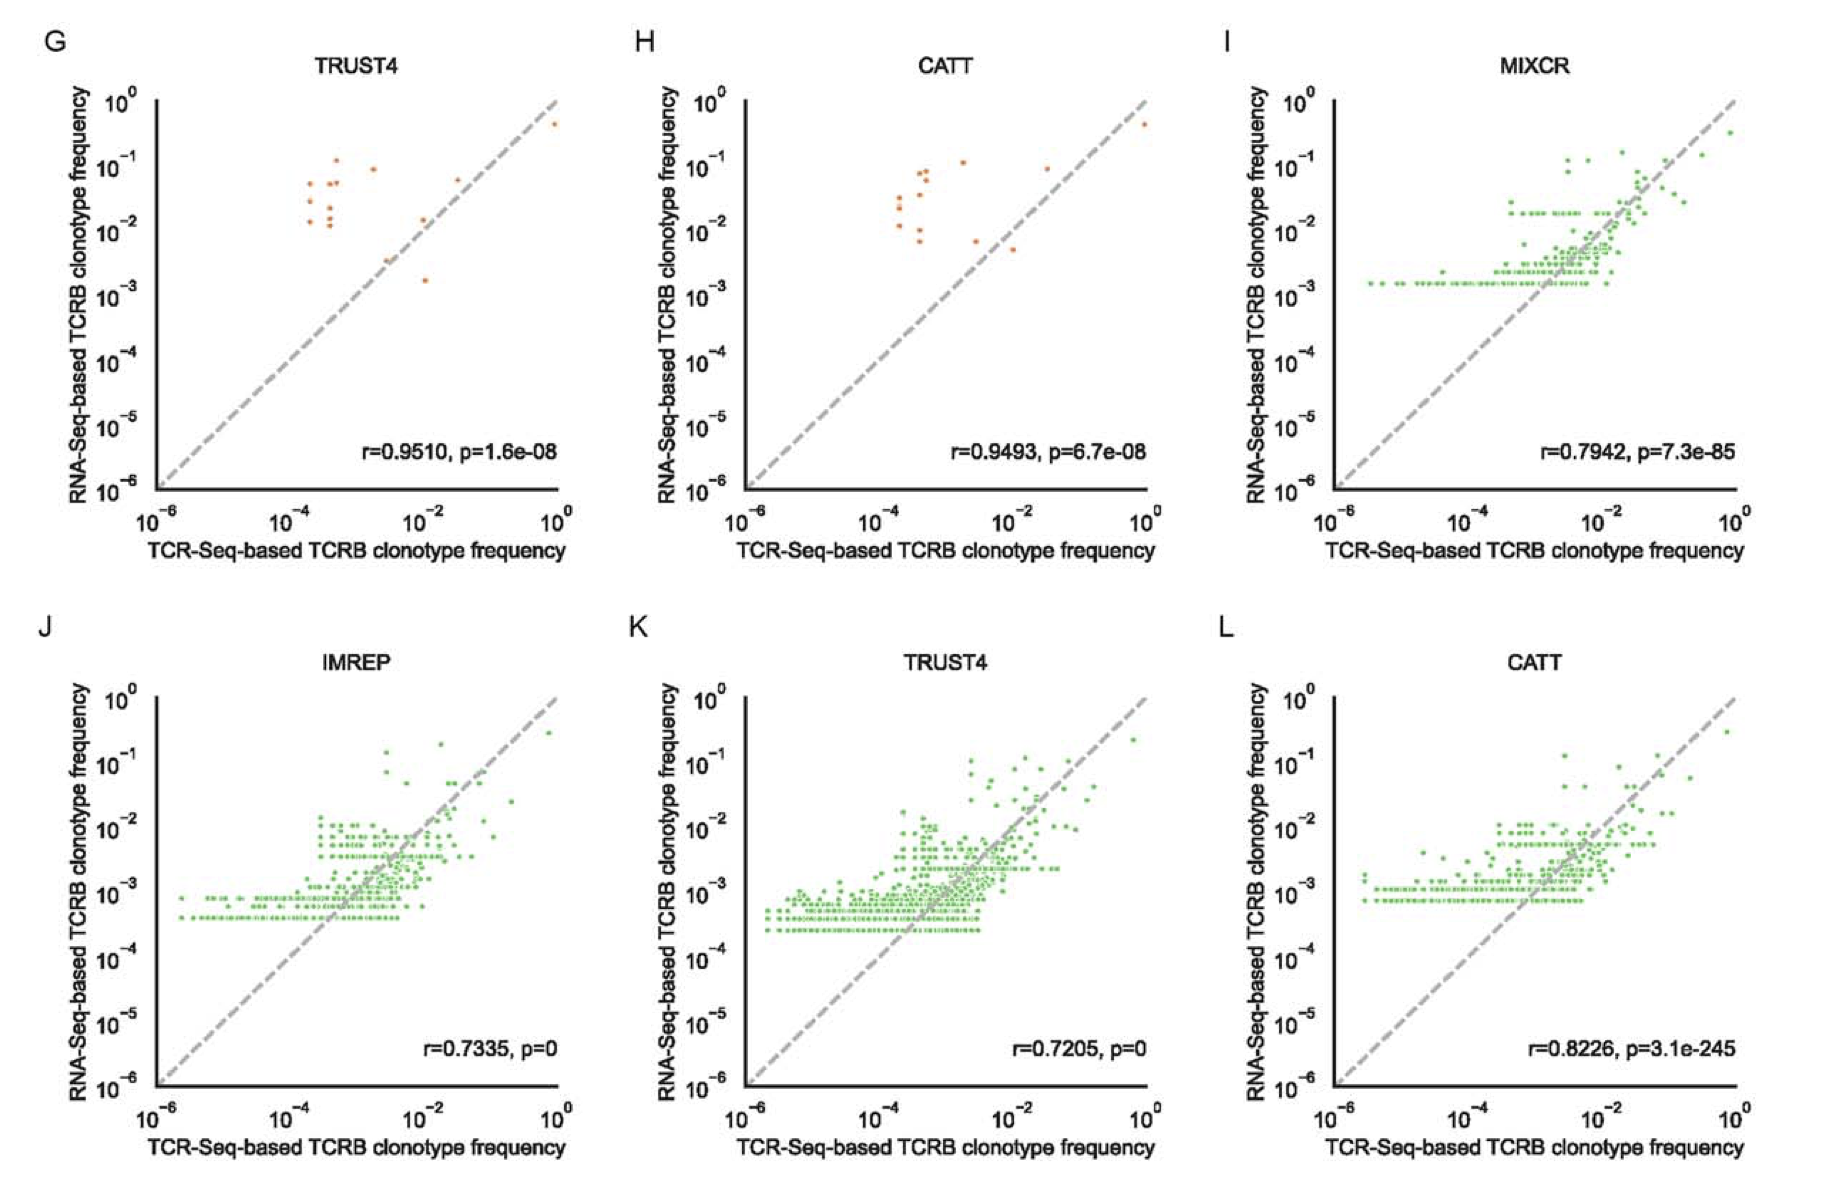 G
TRUST4
RNA-Seq-based TCRB clonotype frequency
10^0
10^−1
10^−2
10^−3
10^−4
10^−5
10^−6
r=0.9510, p=1.6e-08
10^−6 10^−4 10^−2 10^0
TCR-Seq-based TCRB clonotype frequency
H
CATT
RNA-Seq-based TCRB clonotype frequency
10^0
10^−1
10^−2
10^−3
10^−4
10^−5
10^−6
r=0.9493, p=6.7e-08
10^−6 10^−4 10^−2 10^0
TCR-Seq-based TCRB clonotype frequency
I
MIXCR
RNA-Seq-based TCRB clonotype frequency
10^0
10^−1
10^−2
10^−3
10^−4
10^−5
10^−6
r=0.7942, p=7.3e-85
10^−6 10^−4 10^−2 10^0
TCR-Seq-based TCRB clonotype frequency
J
IMREP
RNA-Seq-based TCRB clonotype frequency
10^0
10^−1
10^−2
10^−3
10^−4
10^−5
10^−6
r=0.7335, p=0
10^−6 10^−4 10^−2 10^0
TCR-Seq-based TCRB clonotype frequency
K
TRUST4
RNA-Seq-based TCRB clonotype frequency
10^0
10^−1
10^−2
10^−3
10^−4
10^−5
10^−6
r=0.7205, p=0
10^−6 10^−4 10^−2 10^0
TCR-Seq-based TCRB clonotype frequency
L
CATT
RNA-Seq-based TCRB clonotype frequency
10^0
10^−1
10^−2
10^−3
10^−4
10^−5
10^−6
r=0.8226, p=3.1e-245
10^−6 10^−4 10^−2 10^0
TCR-Seq-based TCRB clonotype frequency